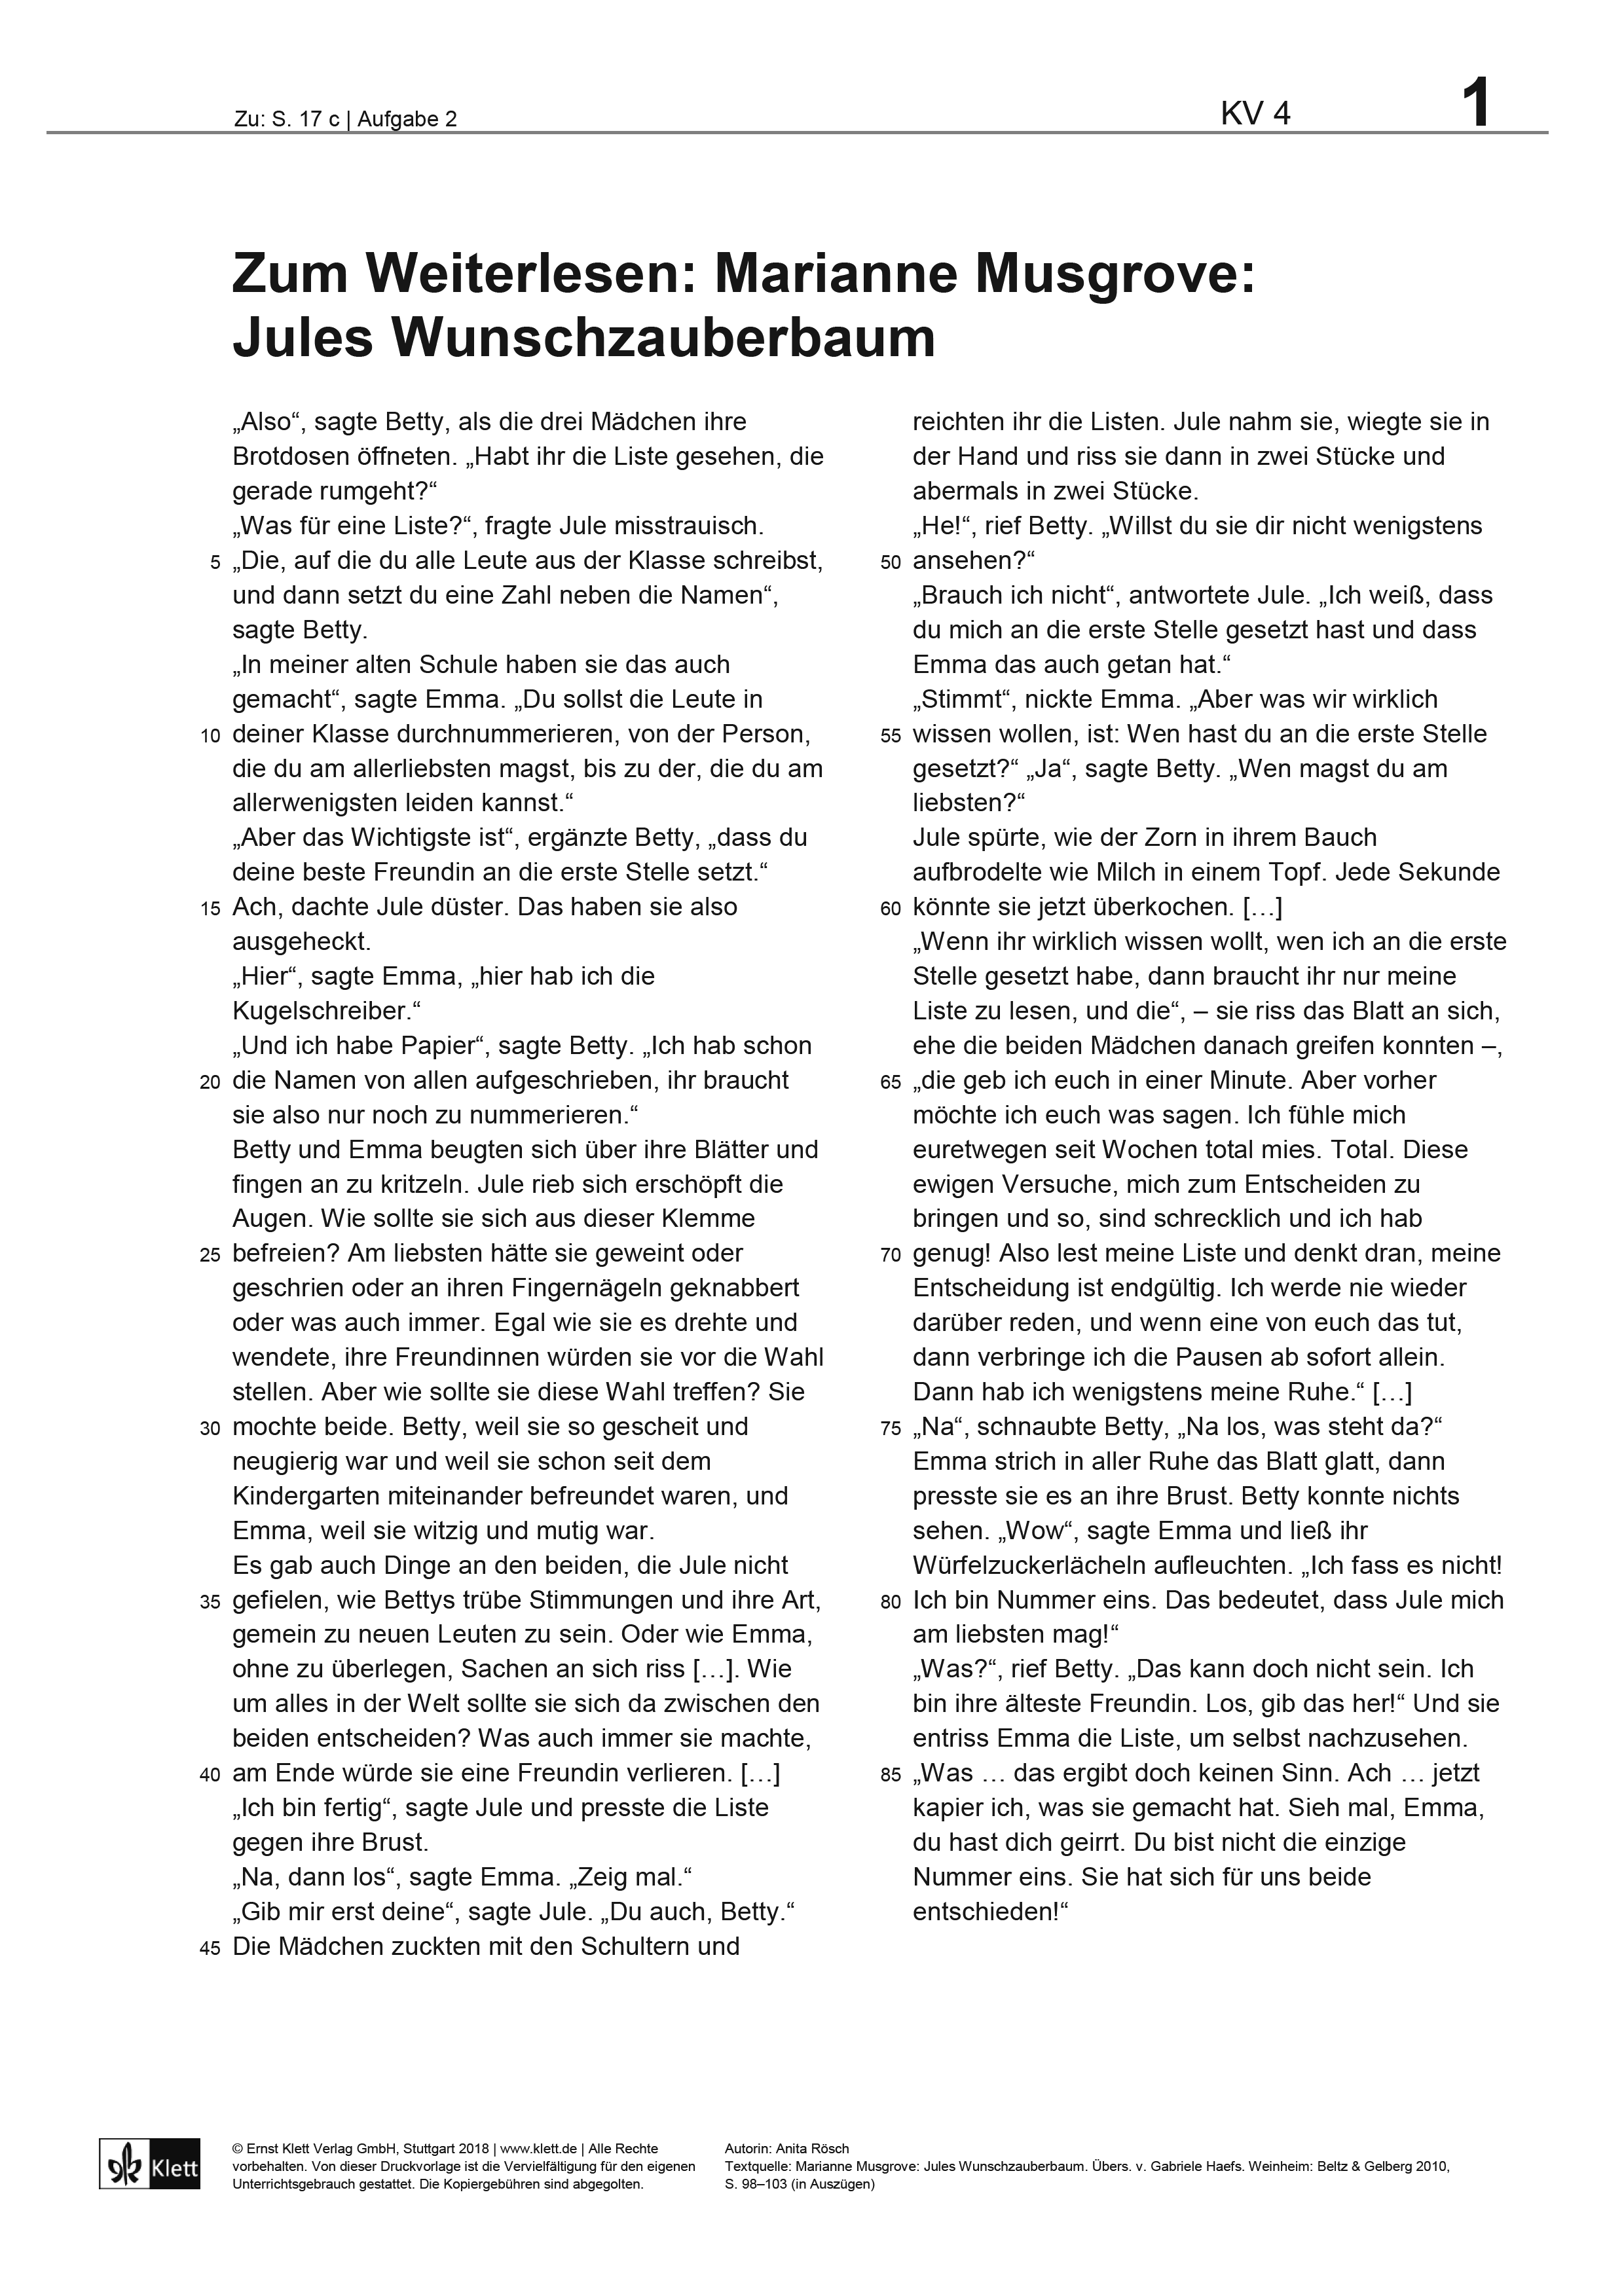 Zu: S. 17 c | Aufgabe 2
KV 4
1
Zum Weiterlesen: Marianne Musgrove:
Jules Wunschzauberbaum
„Also“, sagte Betty, als die drei Mädchen ihre
Brotdosen öffneten. „Habt ihr die Liste gesehen, die
gerade rumgeht?“
„Was für eine Liste?“, fragte Jule misstrauisch.
5 „Die, auf die du alle Leute aus der Klasse schreibst,
und dann setzt du eine Zahl neben die Namen“,
sagte Betty.
„In meiner alten Schule haben sie das auch
gemacht“, sagte Emma. „Du sollst die Leute in
10 deiner Klasse durchnummerieren, von der Person,
die du am allerliebsten magst, bis zu der, die du am
allerwenigsten leiden kannst.“
„Aber das Wichtigste ist“, ergänzte Betty, „dass du
deine beste Freundin an die erste Stelle setzt.“
15 Ach, dachte Jule düster. Das haben sie also
ausgeheckt.
„Hier“, sagte Emma, „hier hab ich die
Kugelschreiber.“
„Und ich habe Papier“, sagte Betty. „Ich hab schon
20 die Namen von allen aufgeschrieben, ihr braucht
sie also nur noch zu nummerieren.“
Betty und Emma beugten sich über ihre Blätter und
fingen an zu kritzeln. Jule rieb sich erschöpft die
Augen. Wie sollte sie sich aus dieser Klemme
25 befreien? Am liebsten hätte sie geweint oder
geschrien oder an ihren Fingernägeln geknabbert
oder was auch immer. Egal wie sie es drehte und
wendete, ihre Freundinnen würden sie vor die Wahl
stellen. Aber wie sollte sie diese Wahl treffen? Sie
30 mochte beide. Betty, weil sie so gescheit und
neugierig war und weil sie schon seit dem
Kindergarten miteinander befreundet waren, und
Emma, weil sie witzig und mutig war.
Es gab auch Dinge an den beiden, die Jule nicht
35 gefielen, wie Bettys trübe Stimmungen und ihre Art,
gemein zu neuen Leuten zu sein. Oder wie Emma,
ohne zu überlegen, Sachen an sich riss […]. Wie
um alles in der Welt sollte sie sich da zwischen den
beiden entscheiden? Was auch immer sie machte,
40 am Ende würde sie eine Freundin verlieren. […]
„Ich bin fertig“, sagte Jule und presste die Liste
gegen ihre Brust.
„Na, dann los“, sagte Emma. „Zeig mal.“
„Gib mir erst deine“, sagte Jule. „Du auch, Betty.“
45 Die Mädchen zuckten mit den Schultern und
reichten ihr die Listen. Jule nahm sie, wiegte sie in
der Hand und riss sie dann in zwei Stücke und
abermals in zwei Stücke.
„He!“, rief Betty. „Willst du sie dir nicht wenigstens
50 ansehen?“
„Brauch ich nicht“, antwortete Jule. „Ich weiß, dass
du mich an die erste Stelle gesetzt hast und dass
Emma das auch getan hat.“
„Stimmt“, nickte Emma. „Aber was wir wirklich
55 wissen wollen, ist: Wen hast du an die erste Stelle
gesetzt?“ „Ja“, sagte Betty. „Wen magst du am
liebsten?“
Jule spürte, wie der Zorn in ihrem Bauch
aufbrodelte wie Milch in einem Topf. Jede Sekunde
60 könnte sie jetzt überkochen. […]
„Wenn ihr wirklich wissen wollt, wen ich an die erste
Stelle gesetzt habe, dann braucht ihr nur meine
Liste zu lesen, und die“, – sie riss das Blatt an sich,
ehe die beiden Mädchen danach greifen konnten –,
65 „die geb ich euch in einer Minute. Aber vorher
möchte ich euch was sagen. Ich fühle mich
euretwegen seit Wochen total mies. Total. Diese
ewigen Versuche, mich zum Entscheiden zu
bringen und so, sind schrecklich und ich hab
70 genug! Also lest meine Liste und denkt dran, meine
Entscheidung ist endgültig. Ich werde nie wieder
darüber reden, und wenn eine von euch das tut,
dann verbringe ich die Pausen ab sofort allein.
Dann hab ich wenigstens meine Ruhe.“ […]
75 „Na“, schnaubte Betty, „Na los, was steht da?“
Emma strich in aller Ruhe das Blatt glatt, dann
presste sie es an ihre Brust. Betty konnte nichts
sehen. „Wow“, sagte Emma und ließ ihr
Würfelzuckerlächeln aufleuchten. „Ich fass es nicht!
80 Ich bin Nummer eins. Das bedeutet, dass Jule mich
am liebsten mag!“
„Was?“, rief Betty. „Das kann doch nicht sein. Ich
bin ihre älteste Freundin. Los, gib das her!“ Und sie
entriss Emma die Liste, um selbst nachzusehen.
85 „Was … das ergibt doch keinen Sinn. Ach … jetzt
kapier ich, was sie gemacht hat. Sieh mal, Emma,
du hast dich geirrt. Du bist nicht die einzige
Nummer eins. Sie hat sich für uns beide
entschieden!“
Klett
© Ernst Klett Verlag GmbH, Stuttgart 2018 | www.klett.de | Alle Rechte
vorbehalten. Von dieser Druckvorlage ist die Vervielfältigung für den eigenen
Unterrichtsgebrauch gestattet. Die Kopiergebühren sind abgegolten.
Autorin: Anita Rösch
Textquelle: Marianne Musgrove: Jules Wunschzauberbaum. Übers. v. Gabriele Haefs. Weinheim: Beltz & Gelberg 2010,
S. 98–103 (in Auszügen)